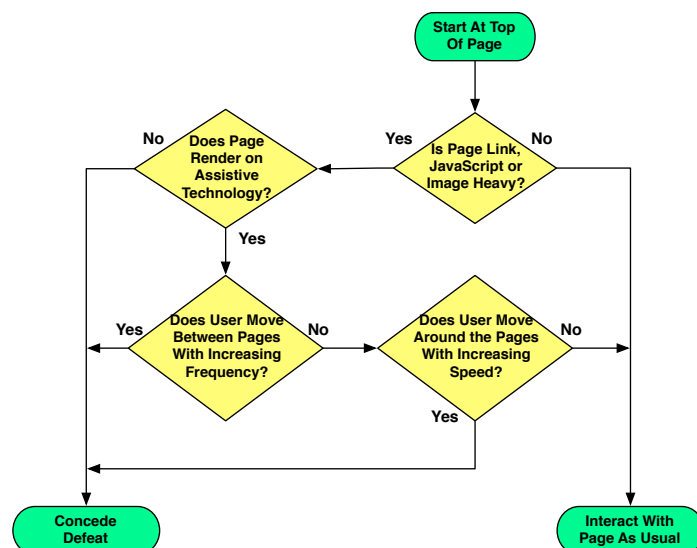 Start At Top
Of Page
No
Does Page
Render on
Assistive
Technology?
Yes
Is Page Link,
JavaScript or
Image Heavy?
No
Yes
Yes
Does User Move
Between Pages
With Increasing
Frequency?
No
Does User Move
Around the Pages
With Increasing
Speed?
No
Yes
Concede
Defeat
Interact With
Page As Usual